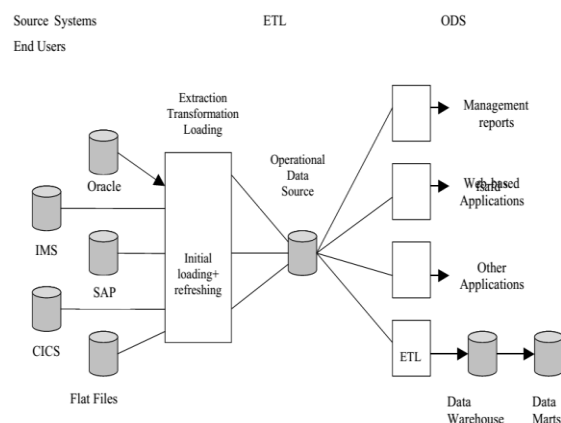 Source Systems
ETL
ODS
End Users
Extraction
Transformation
Loading
Operational
Data
Source
Management
reports
Oracle
Web-based
Applications
IMS
SAP
Initial
loading+
refreshing
Other
Applications
CICS
Flat Files
ETL
Data
Warehouse
Data
Marts